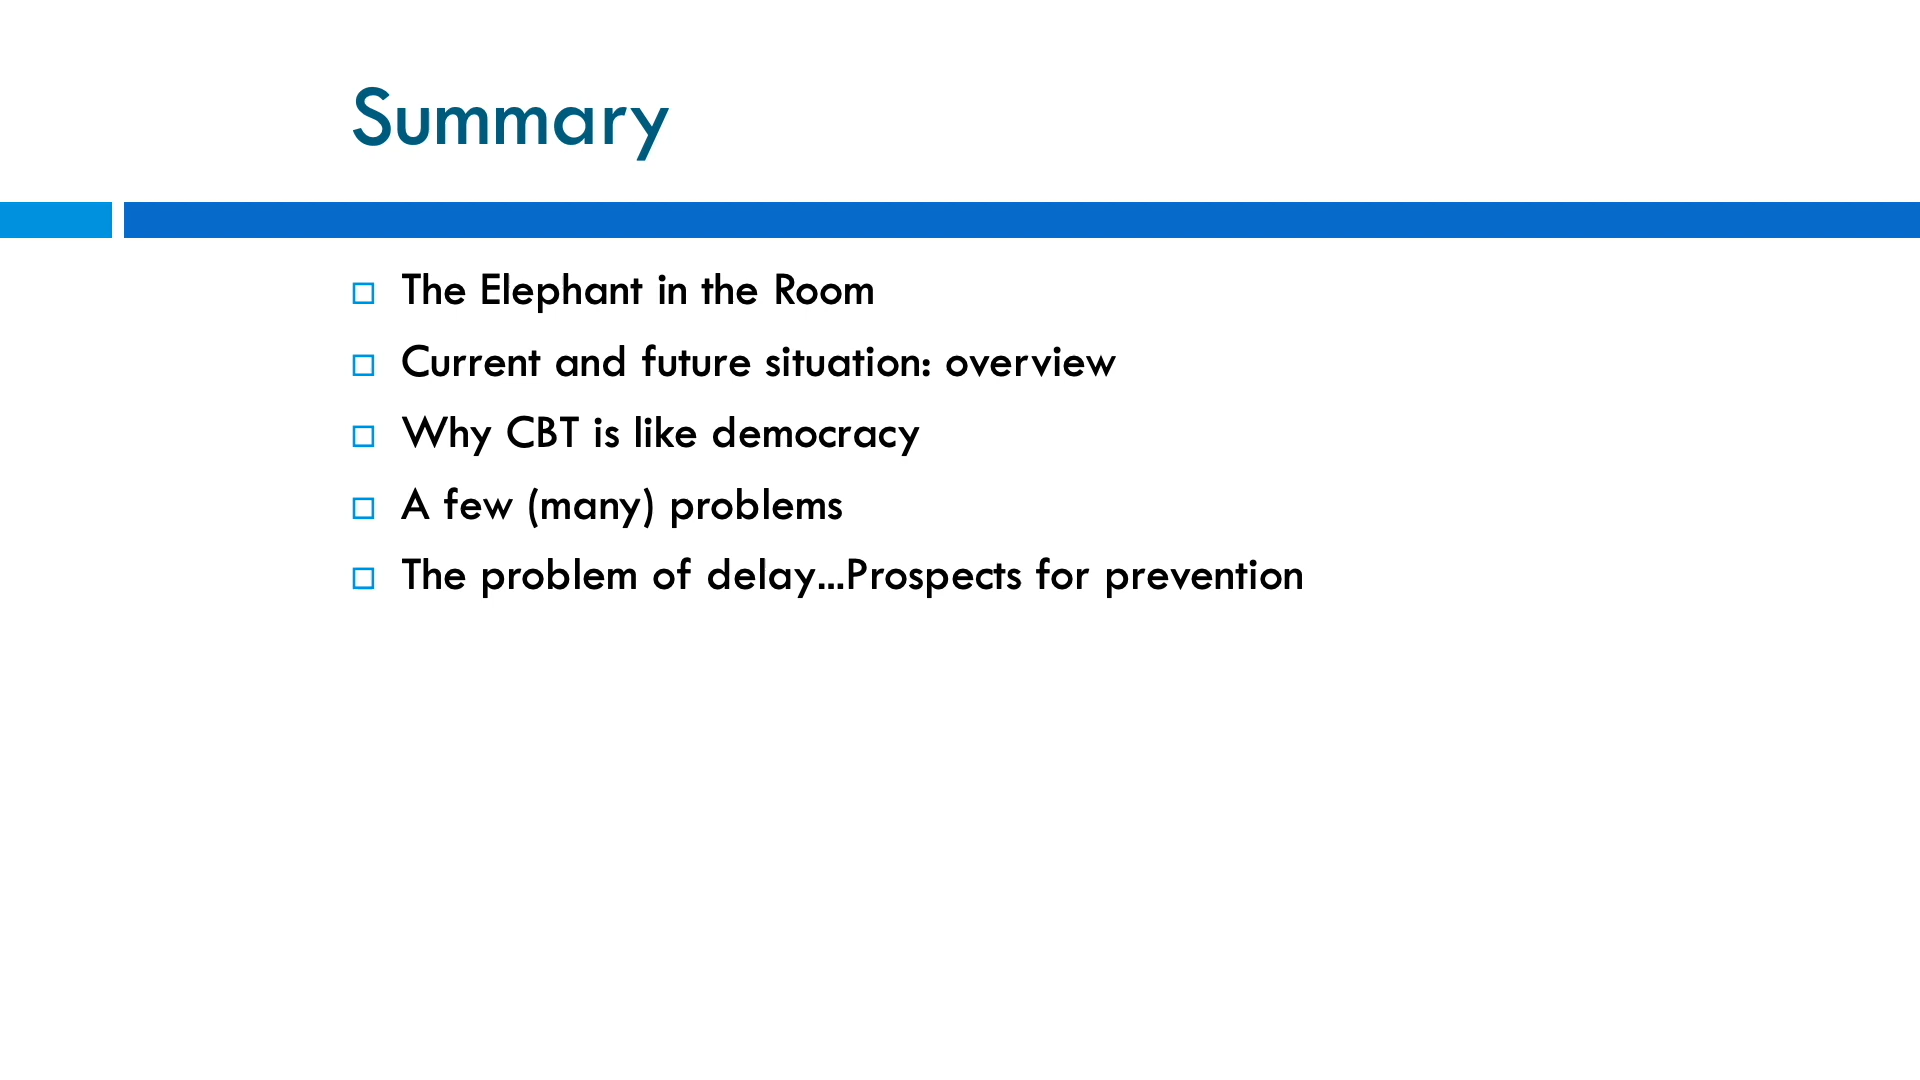 Summary
The Elephant in the Room
Current and future situation: overview
Why CBT is like democracy
A few (many) problems
The problem of delay...Prospects for prevention